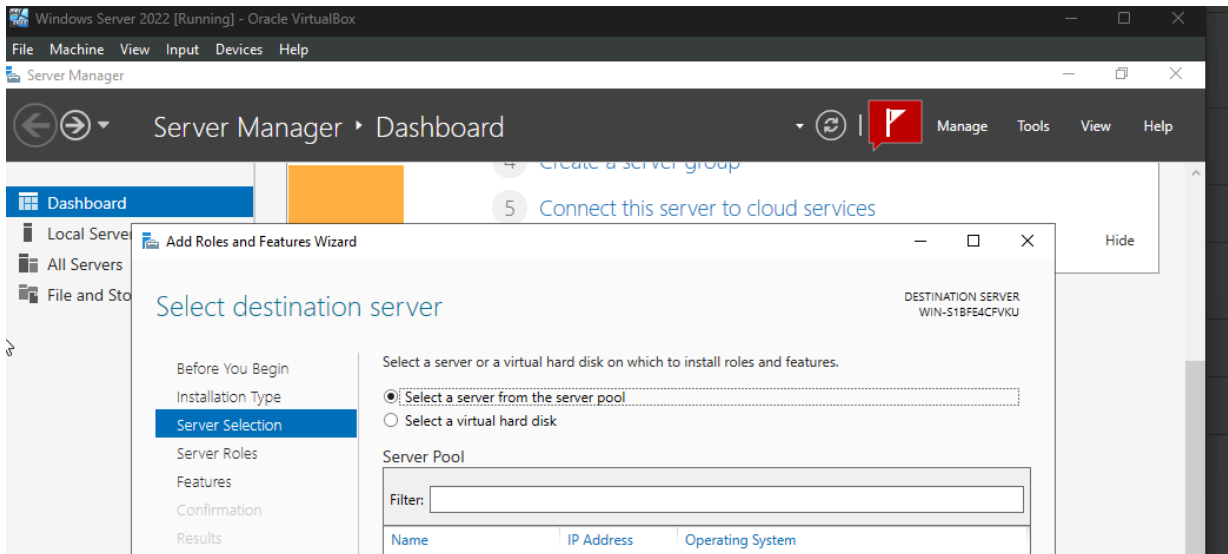 Windows Server 2022 [Running] - Oracle VirtualBox
File Machine View Input Devices Help
Server Manager
Server Manager ‣ Dashboard
Manage Tools View Help
4 Create a server group
Dashboard
5 Connect this server to cloud services
Local Server
Hide
All Servers
File and Sto
Add Roles and Features Wizard
Select destination server
DESTINATION SERVER
WIN-S1BFE4CFVKU
Before You Begin
Installation Type
Server Selection
Server Roles
Features
Confirmation
Results
Select a server or a virtual hard disk on which to install roles and features.
Select a server from the server pool
Select a virtual hard disk
Server Pool
Filter:
Name IP Address Operating System